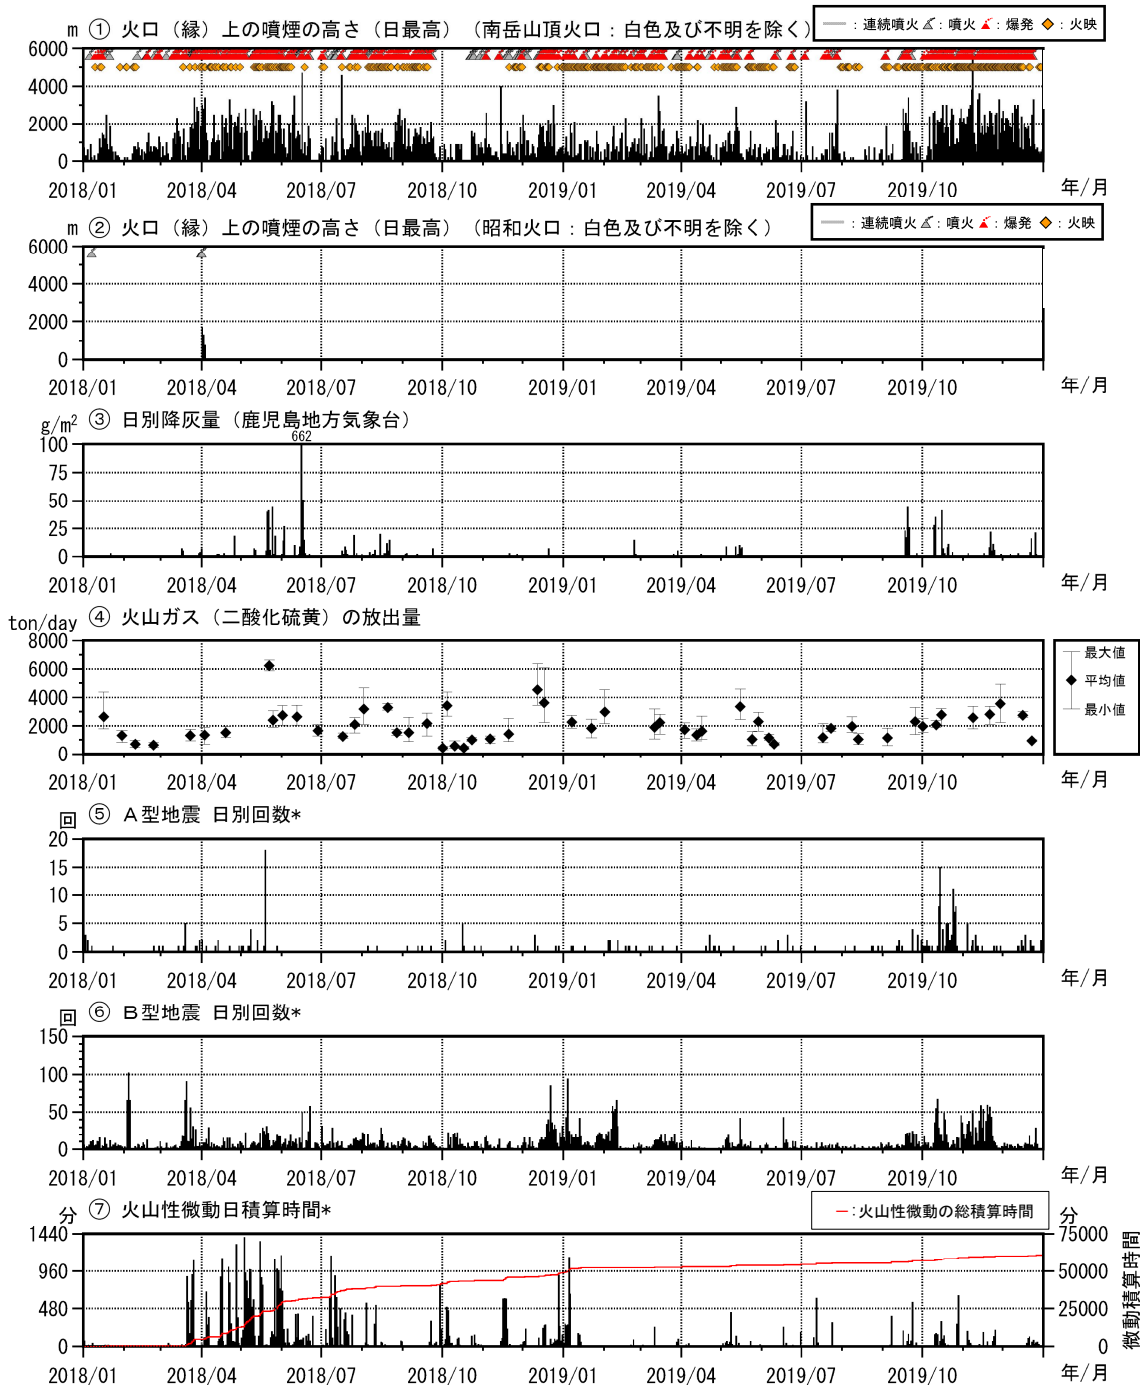 m ① 火口（縁）上の噴煙の高さ（日最高）（南岳山頂火口：白色及び不明を除く）
：連続噴火 ：噴火 ：爆発 ：火映
6000
4000
2000
0
2018/01 2018/04 2018/07 2018/10 2019/01 2019/04 2019/07 2019/10 年/月
m ② 火口（縁）上の噴煙の高さ（日最高）（昭和火口：白色及び不明を除く）
：連続噴火 ：噴火 ：爆発 ：火映
6000
4000
2000
0
2018/01 2018/04 2018/07 2018/10 2019/01 2019/04 2019/07 2019/10 年/月
g/m² ③ 日別降灰量（鹿児島地方気象台）
662
100
75
50
25
0
2018/01 2018/04 2018/07 2018/10 2019/01 2019/04 2019/07 2019/10 年/月
ton/day ④ 火山ガス（二酸化硫黄）の放出量
8000
6000
4000
2000
0
最大値
平均値
最小値
2018/01 2018/04 2018/07 2018/10 2019/01 2019/04 2019/07 2019/10 年/月
回 ⑤ A型地震 日別回数*
20
15
10
5
0
2018/01 2018/04 2018/07 2018/10 2019/01 2019/04 2019/07 2019/10 年/月
回 ⑥ B型地震 日別回数*
150
100
50
0
2018/01 2018/04 2018/07 2018/10 2019/01 2019/04 2019/07 2019/10 年/月
分 ⑦ 火山性微動日積算時間*
：火山性微動の総積算時間 分
1440 75000
960 50000
480 25000
0 0
微動積算時間
2018/01 2018/04 2018/07 2018/10 2019/01 2019/04 2019/07 2019/10 年/月